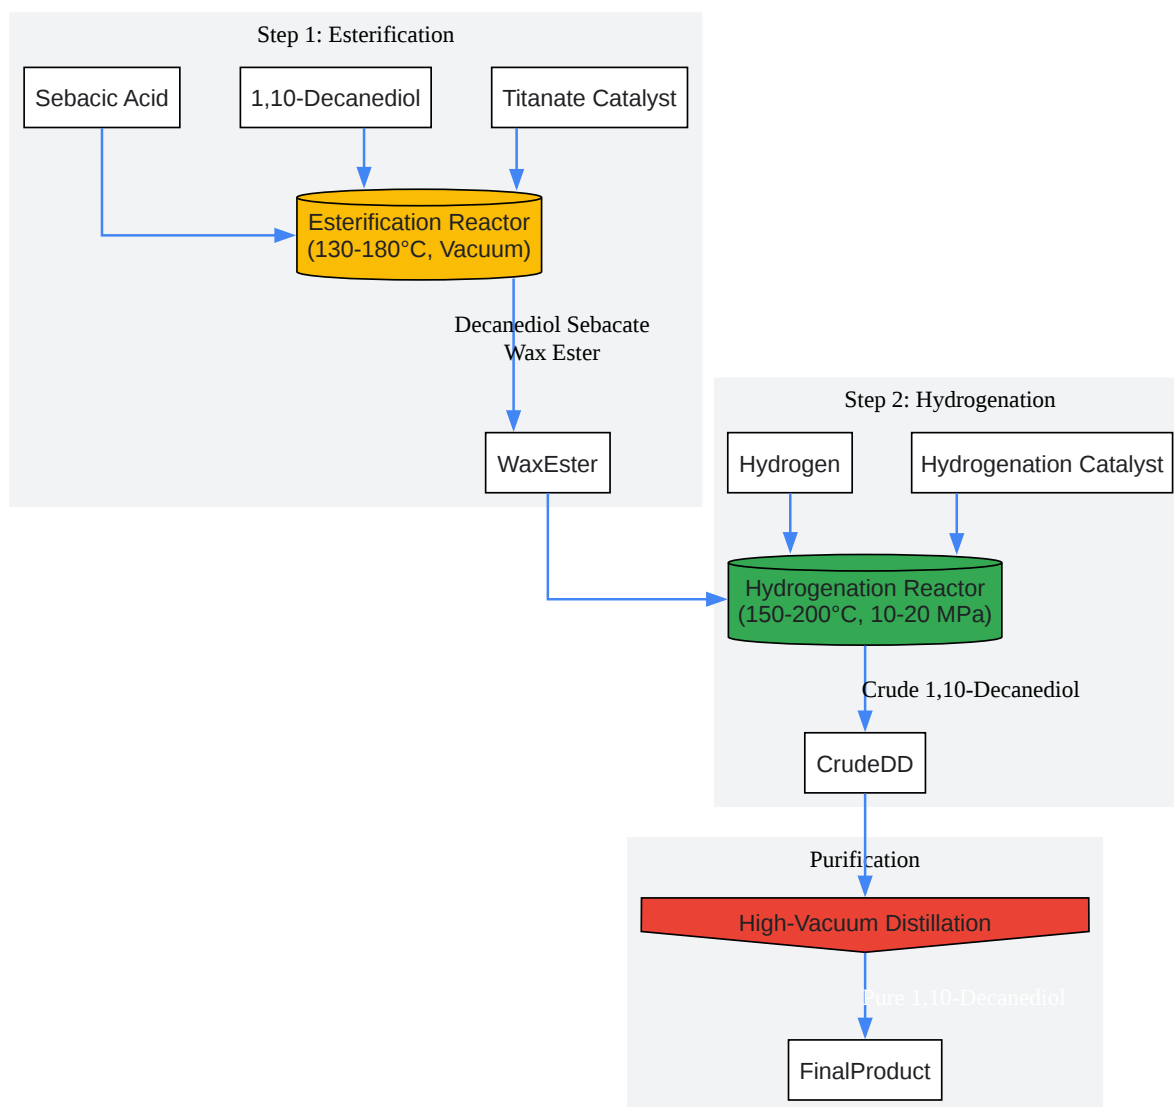 Step 1: Esterification
Sebacic Acid
1,10-Decanediol
Titanate Catalyst
Esterification Reactor
(130-180°C, Vacuum)
Decanediol Sebacate
Wax Ester
WaxEster
Step 2: Hydrogenation
Hydrogen
Hydrogenation Catalyst
Hydrogenation Reactor
(150-200°C, 10-20 MPa)
Crude 1,10-Decanediol
CrudeDD
Purification
High-Vacuum Distillation
Pure 1,10-Decanediol
FinalProduct